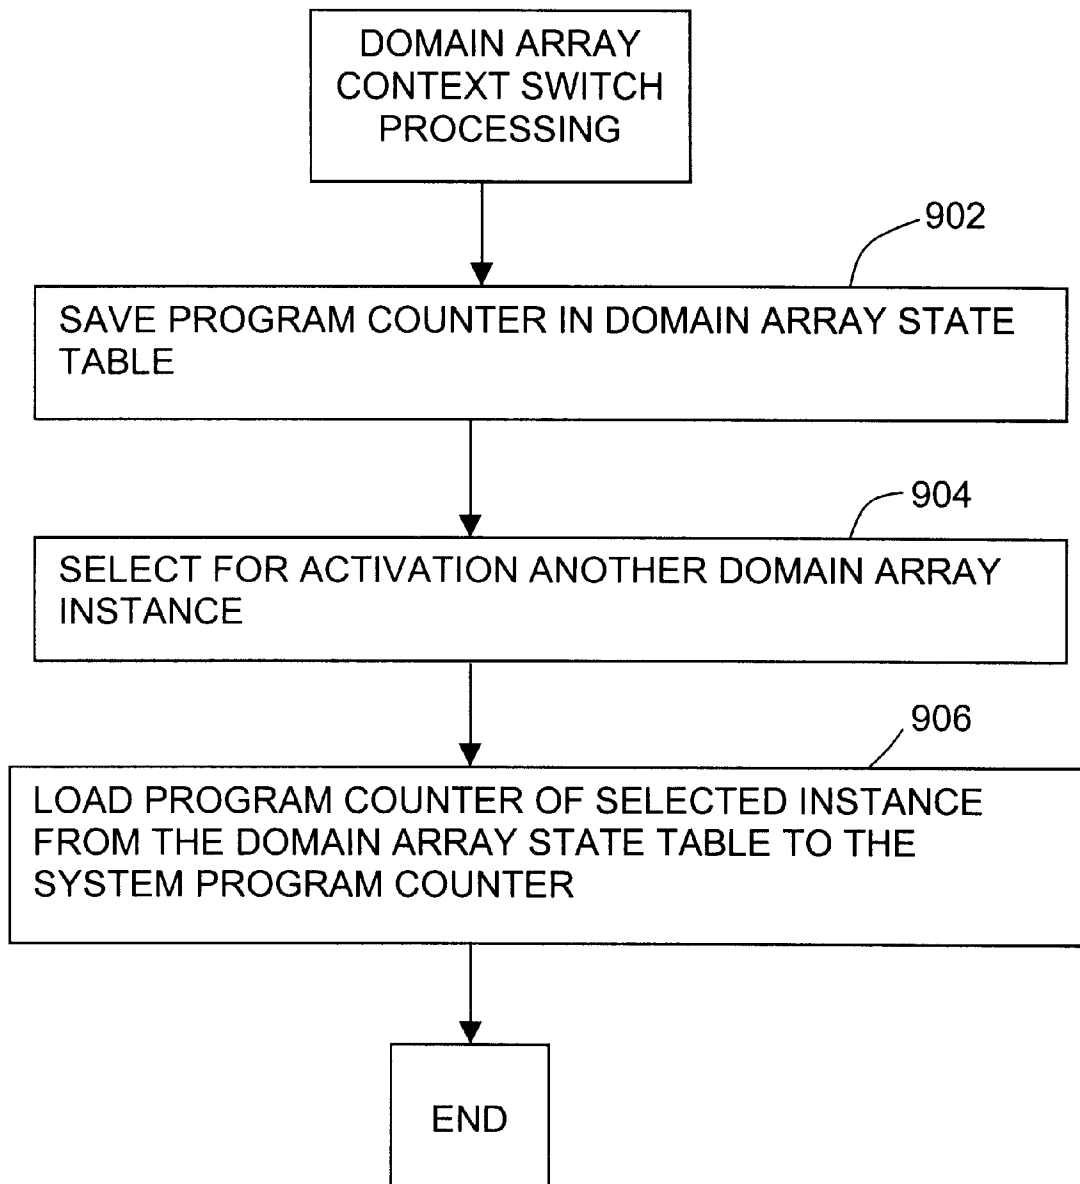 DOMAIN ARRAY
CONTEXT SWITCH
PROCESSING
902
SAVE PROGRAM COUNTER IN DOMAIN ARRAY STATE
TABLE
904
SELECT FOR ACTIVATION ANOTHER DOMAIN ARRAY
INSTANCE
906
LOAD PROGRAM COUNTER OF SELECTED INSTANCE
FROM THE DOMAIN ARRAY STATE TABLE TO THE
SYSTEM PROGRAM COUNTER
END